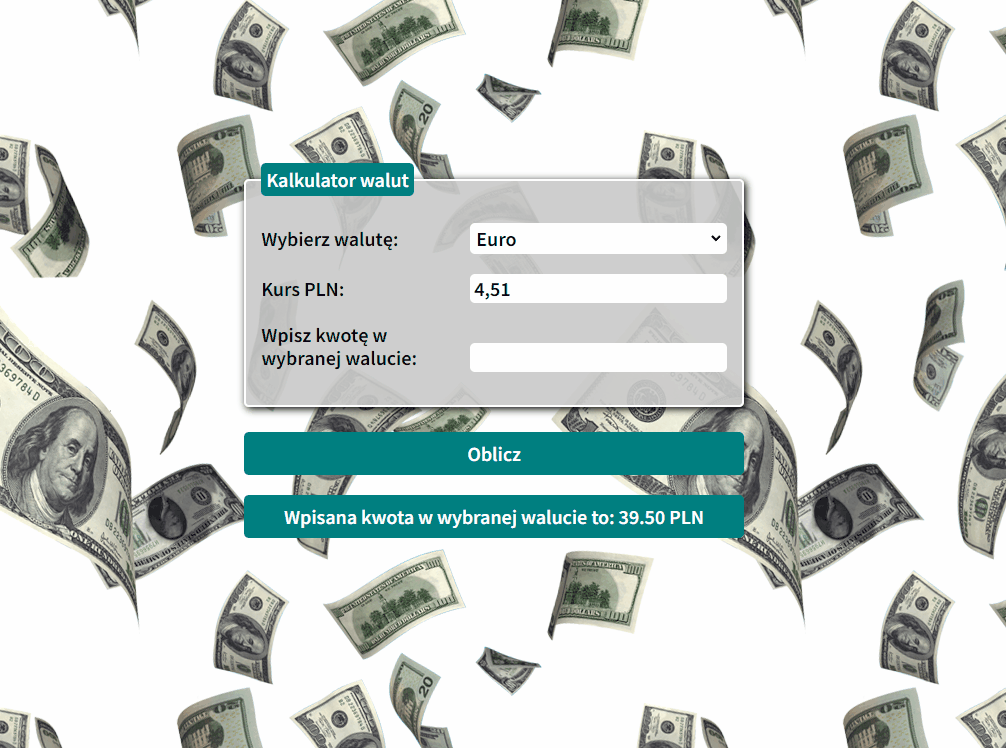 Kalkulator walut
Wybierz walutę:
Euro
Kurs PLN:
4,51
Wpisz kwotę w
wybranej walucie:
Oblicz
Wpisana kwota w wybranej walucie to: 39.50 PLN